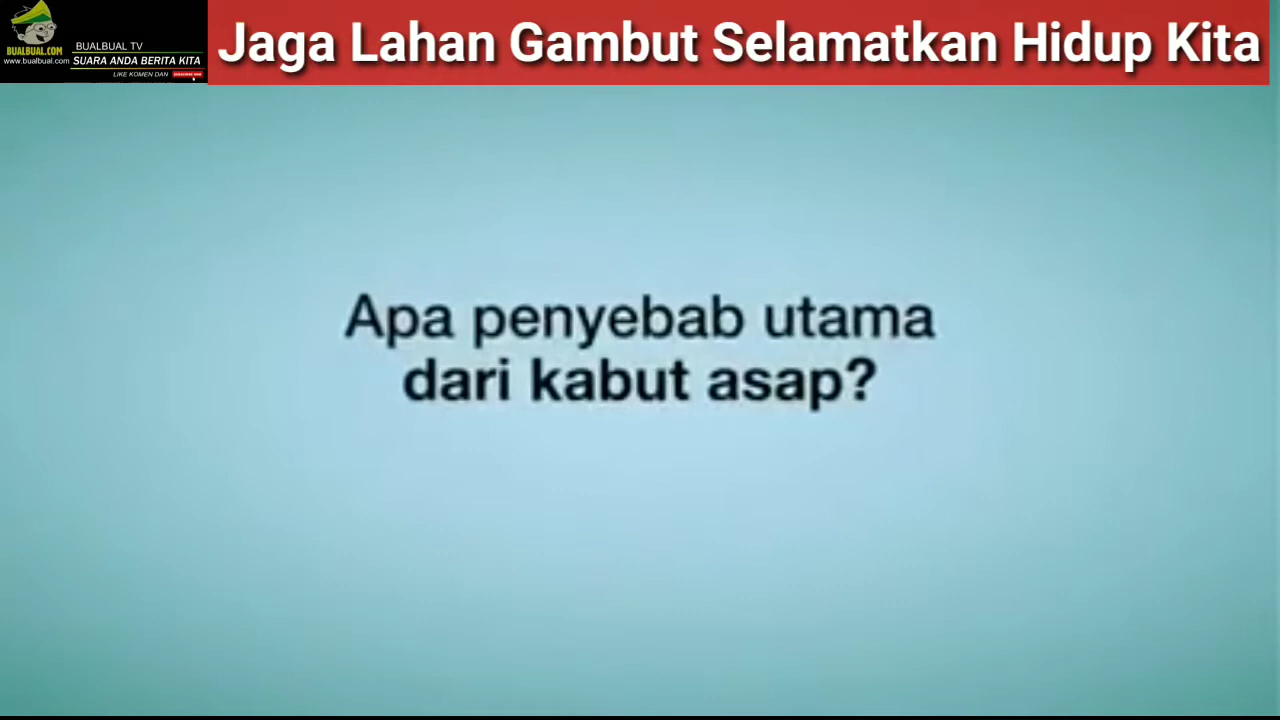 BUALBUAL.COM
www.bualbual.com
BUALBUAL TV
SUARA ANDA BERITA KITA
LIKE KOMEN DAN
Jaga Lahan Gambut Selamatkan Hidup Kita
Apa penyebab utama
dari kabut asap?